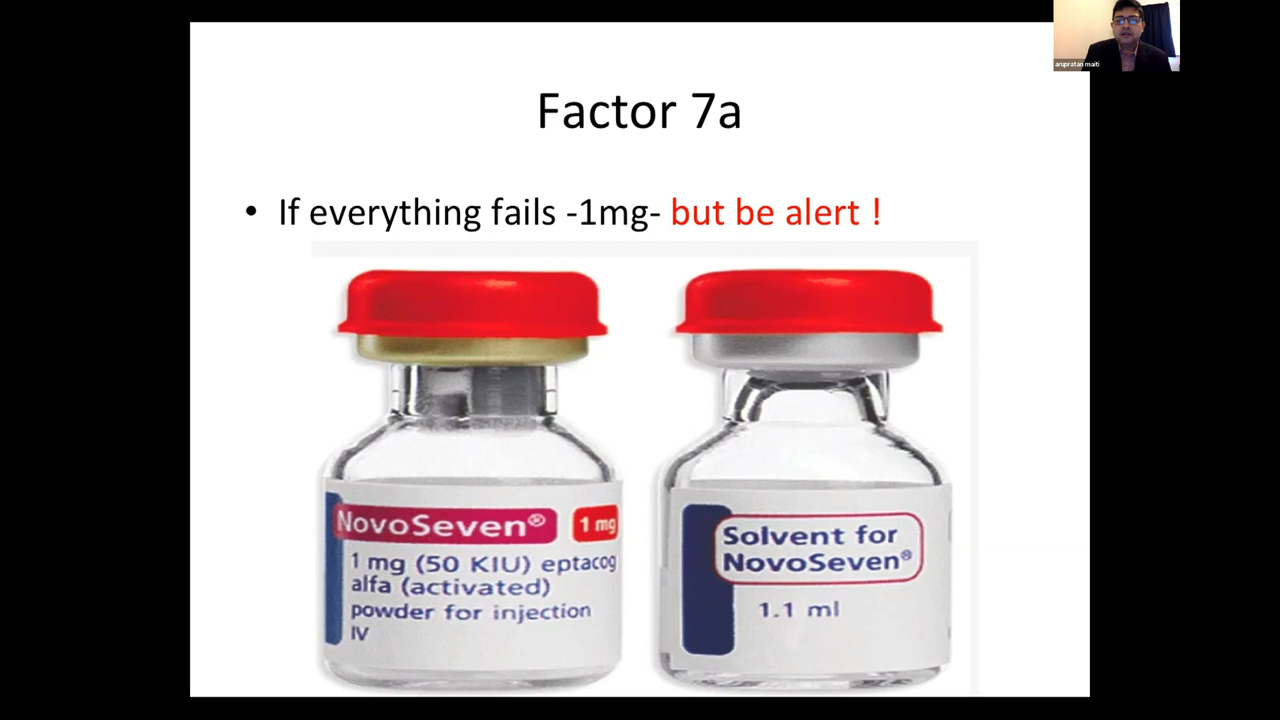 arupratan maiti
Factor 7a
• If everything fails -1mg- but be alert !
NovoSeven® 1 mg
1 mg (50 KIU) eptacog
alfa (activated)
powder for injection
IV
Solvent for
NovoSeven®
1.1 ml